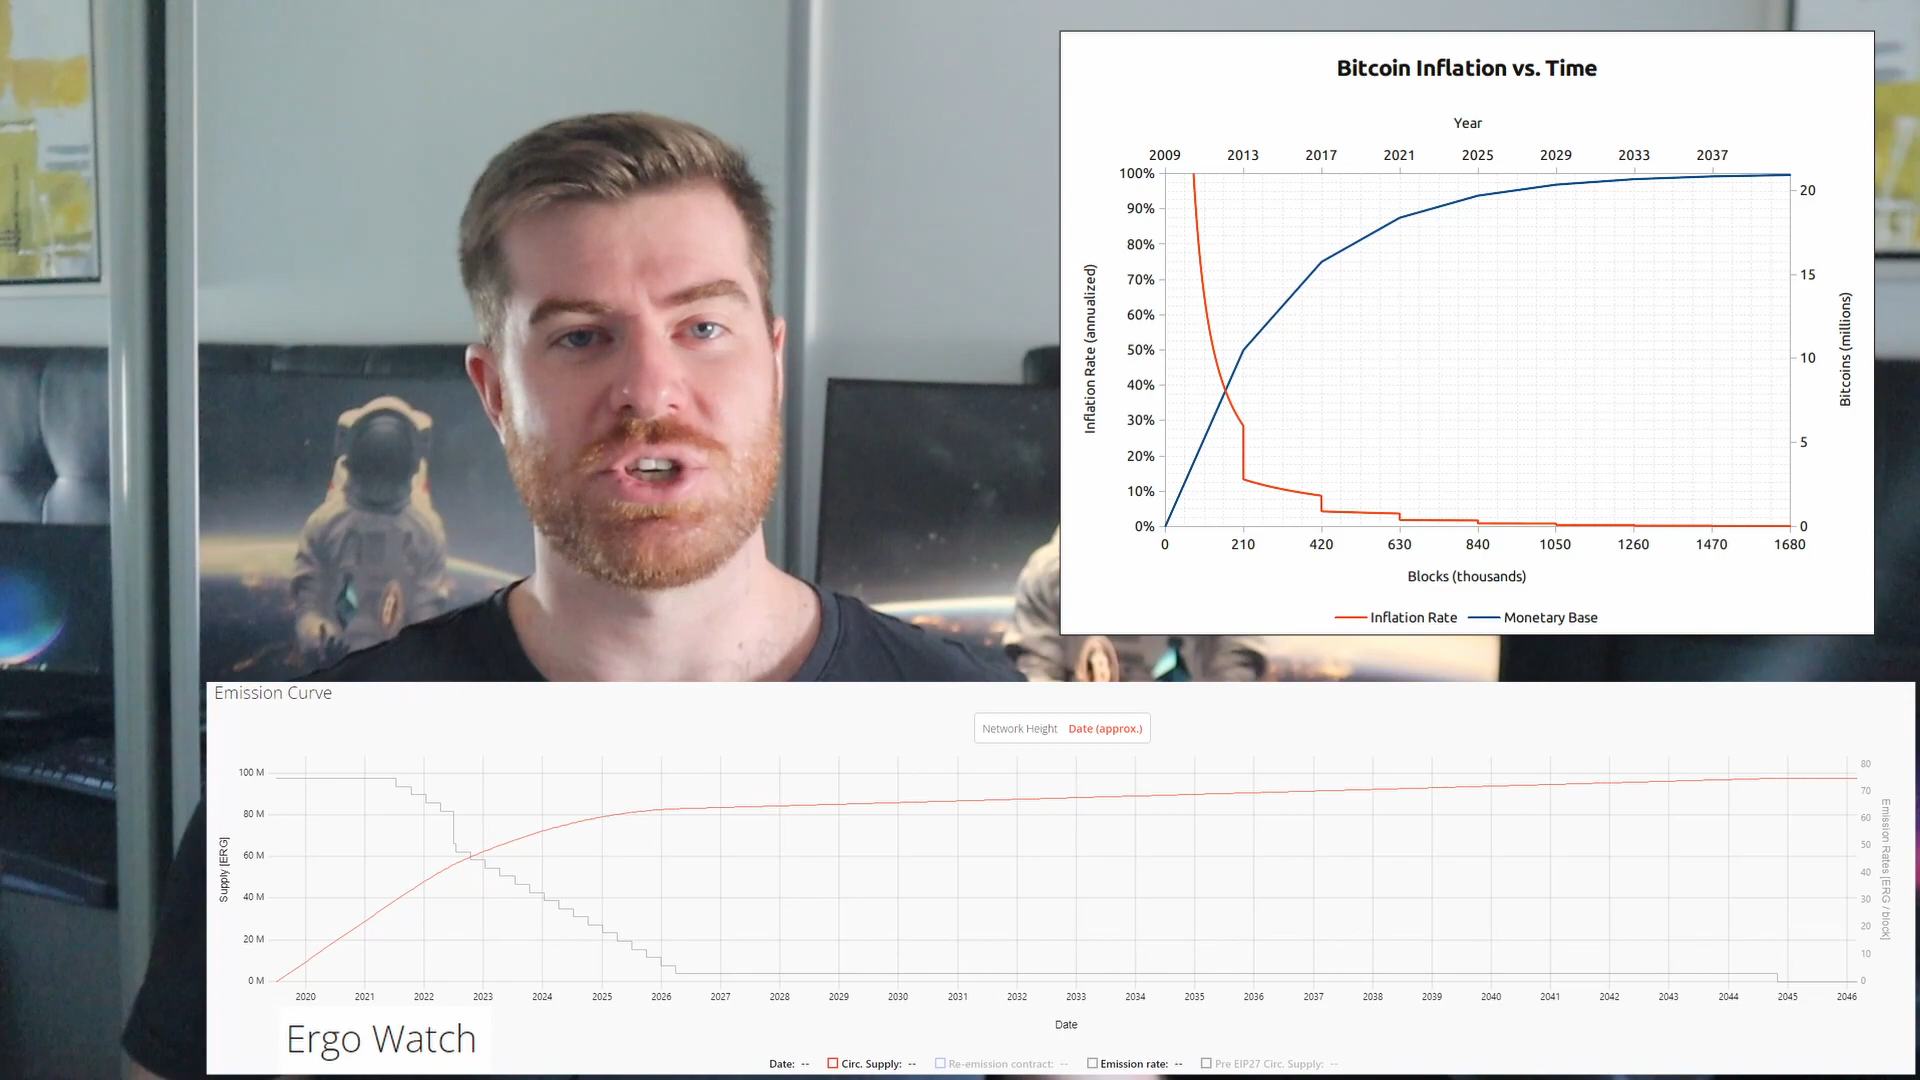 Bitcoin Inflation vs. Time
Year
2009 2013 2017 2021 2025 2029 2033 2037
100%
90%
80%
70%
60%
50%
40%
30%
20%
10%
0%
Inflation Rate (annualized)
20
15
10
5
0
Bitcoins (millions)
0 210 420 630 840 1050 1260 1470 1680
Blocks (thousands)
Inflation Rate Monetary Base
Emission Curve
Network Height Date (approx.)
100 M
80 M
60 M
40 M
20 M
0 M
Supply [ERG]
80
70
60
50
40
30
20
10
0
Emission Rates [ERG / block]
2020 2021 2022 2023 2024 2025 2026 2027 2028 2029 2030 2031 2032 2033 2034 2035 2036 2037 2038 2039 2040 2041 2042 2043 2044 2045 2046
Date
Ergo Watch
Date: -- Circ. Supply: -- Re-emission contract: -- Emission rate: -- Pre EIP27 Circ. Supply: --